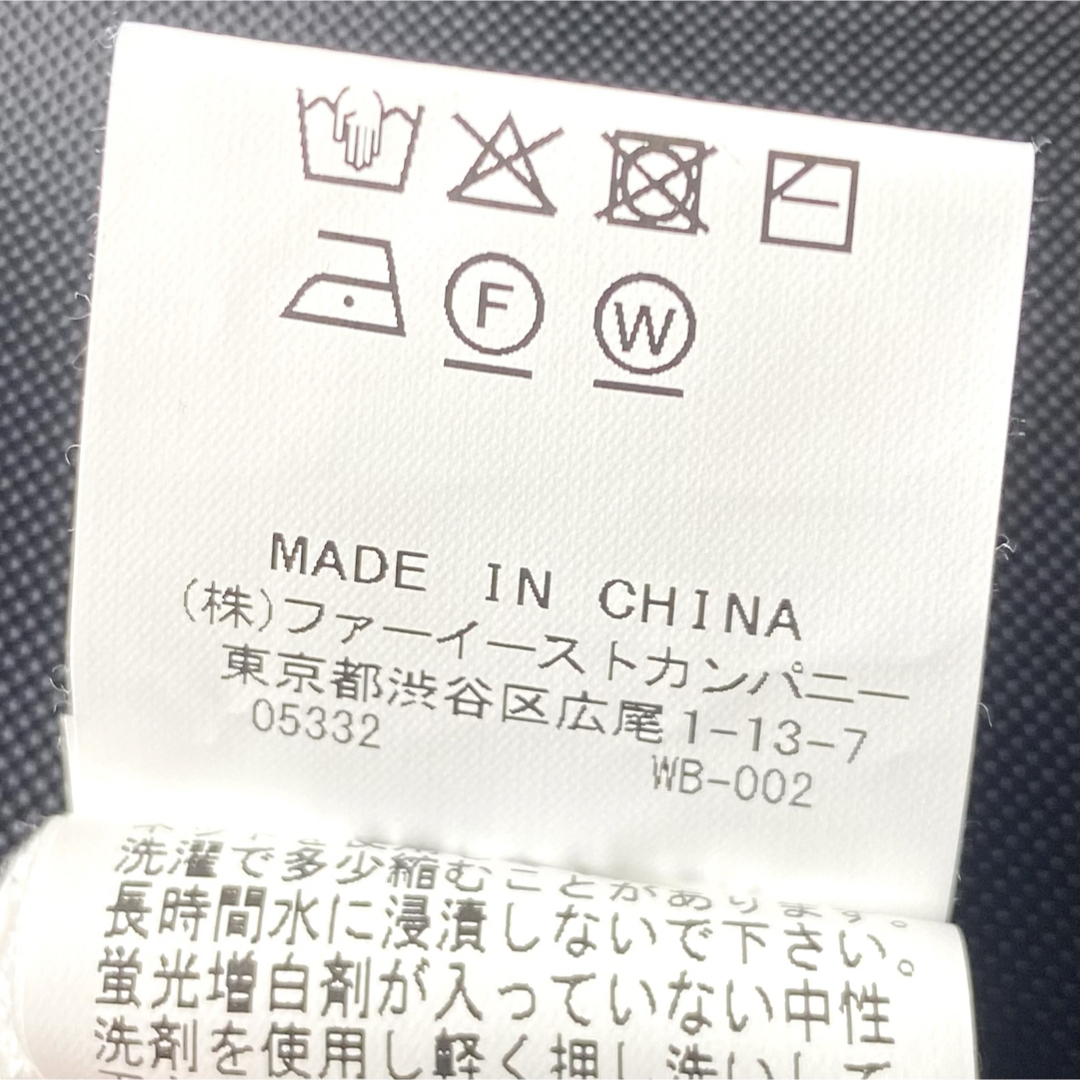 F W
MADE IN CHINA
(株)ファーイーストカンパニー
東京都渋谷区広尾1-13-7
05332
WB-002
洗濯で多少縮むことがあります。
長時間水に浸漬しないで下さい。
蛍光増白剤が入っていない中性
洗剤を使用し軽く押し洗いして